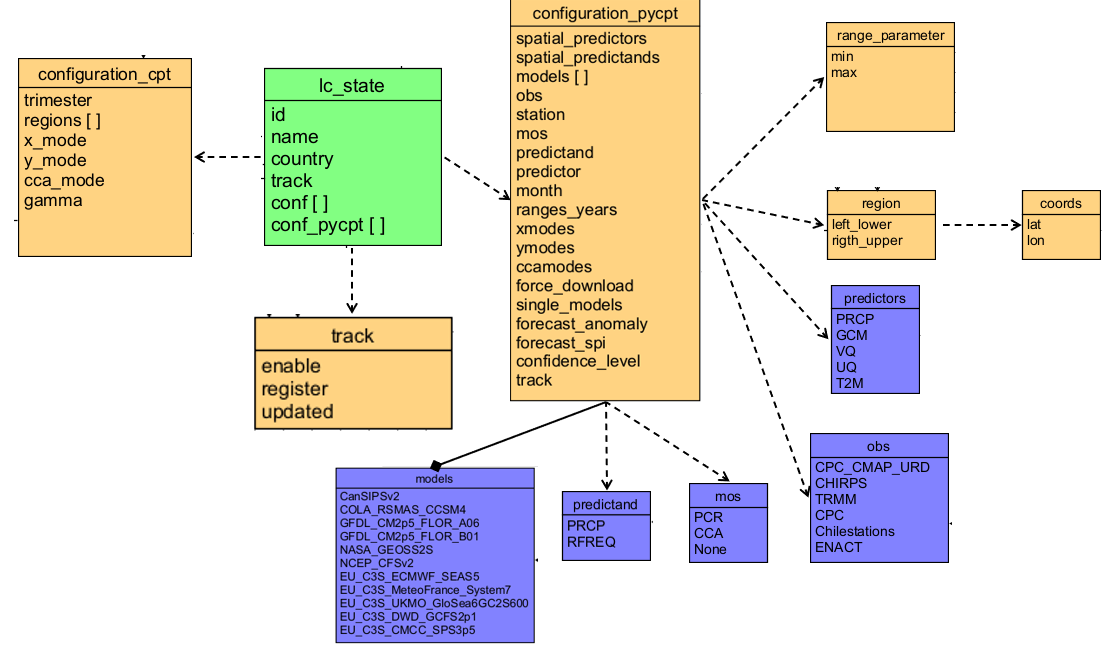 configuration_cpt
trimester
regions [ ]
x_mode
y_mode
cca_mode
gamma
lc_state
id
name
country
track
conf [ ]
conf_pycpt [ ]
track
enable
register
updated
configuration_pycpt
spatial_predictors
spatial_predictands
models [ ]
obs
station
mos
predictand
predictor
month
ranges_years
xmodes
ymodes
ccamodes
force_download
single_models
forecast_anomaly
forecast_spi
confidence_level
track
range_parameter
min
max
region
left_lower
rigth_upper
coords
lat
lon
predictors
PRCP
GCM
VQ
UQ
T2M
obs
CPC_CMAP_URD
CHIRPS
TRMM
CPC
Chilestations
ENACT
models
CanSIPSv2
COLA_RSMAS_CCSM4
GFDL_CM2p5_FLOR_A06
GFDL_CM2p5_FLOR_B01
NASA_GEOSS2S
NCEP_CFSv2
EU_C3S_ECMWF_SEAS5
EU_C3S_MeteoFrance_System7
EU_C3S_UKMO_GloSea6GC2S600
EU_C3S_DWD_GCFS2p1
EU_C3S_CMCC_SPS3p5
predictand
PRCP
RFREQ
mos
PCR
CCA
None